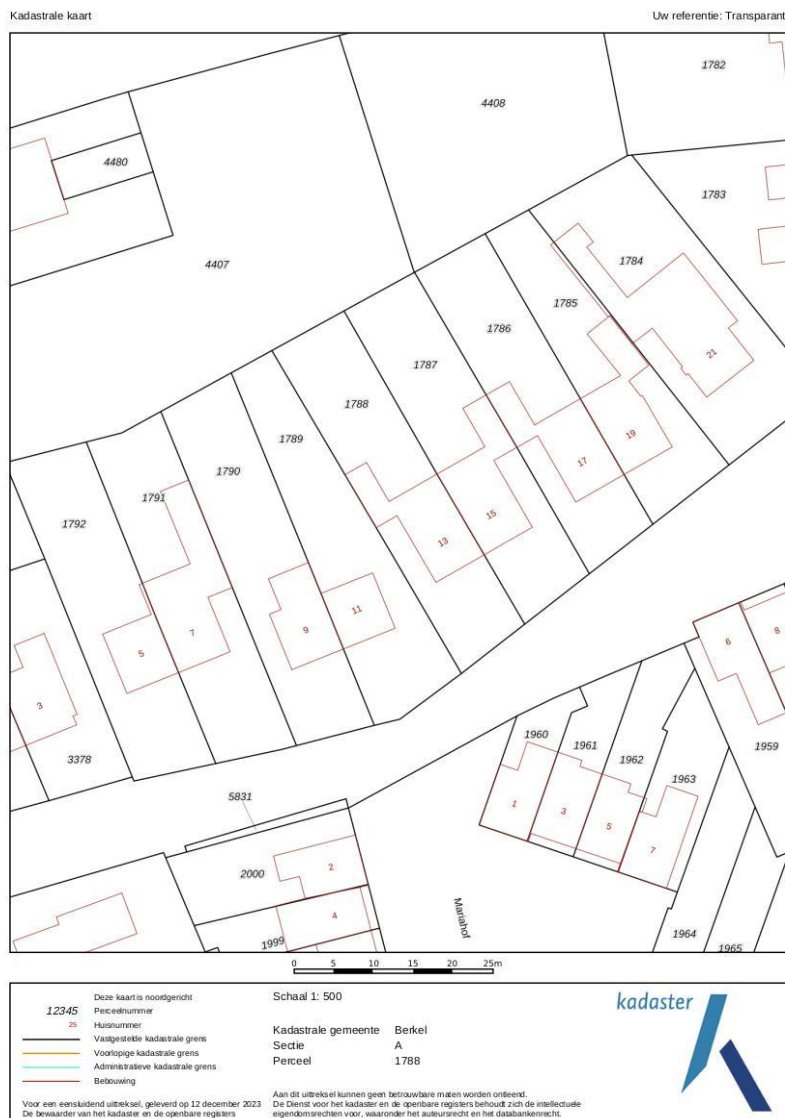 Kadastrale kaart
Uw referentie: Transparant
1782
4408
4480
1783
4407
1784
1785
1786
21
1787
1788
19
1789
17
1790
15
1791
13
1792
11
9
7
5
6
8
3
1960
1961
1959
3378
1962
1963
5831
1
3
5
2
7
2000
4
Mariahof
1964
1999
1965
0 5 10 15 20 25m
Deze kaart is noordgericht
12345 Perceelnummer
25 Huisnummer
Vastgestelde kadastrale grens
Voorlopige kadastrale grens
Administratieve kadastrale grens
Bebouwing
Voor een eensluidend uittreksel, geleverd op 12 december 2023
De bewaarder van het kadaster en de openbare registers
Schaal 1: 500
Kadastrale gemeente Berkel
Sectie A
Perceel 1788
Aan dit uittreksel kunnen geen betrouwbare maten worden ontleend.
De Dienst voor het kadaster en de openbare registers behoudt zich de intellectuele
eigendomsrechten voor, waaronder het auteursrecht en het databankenrecht.
kadaster